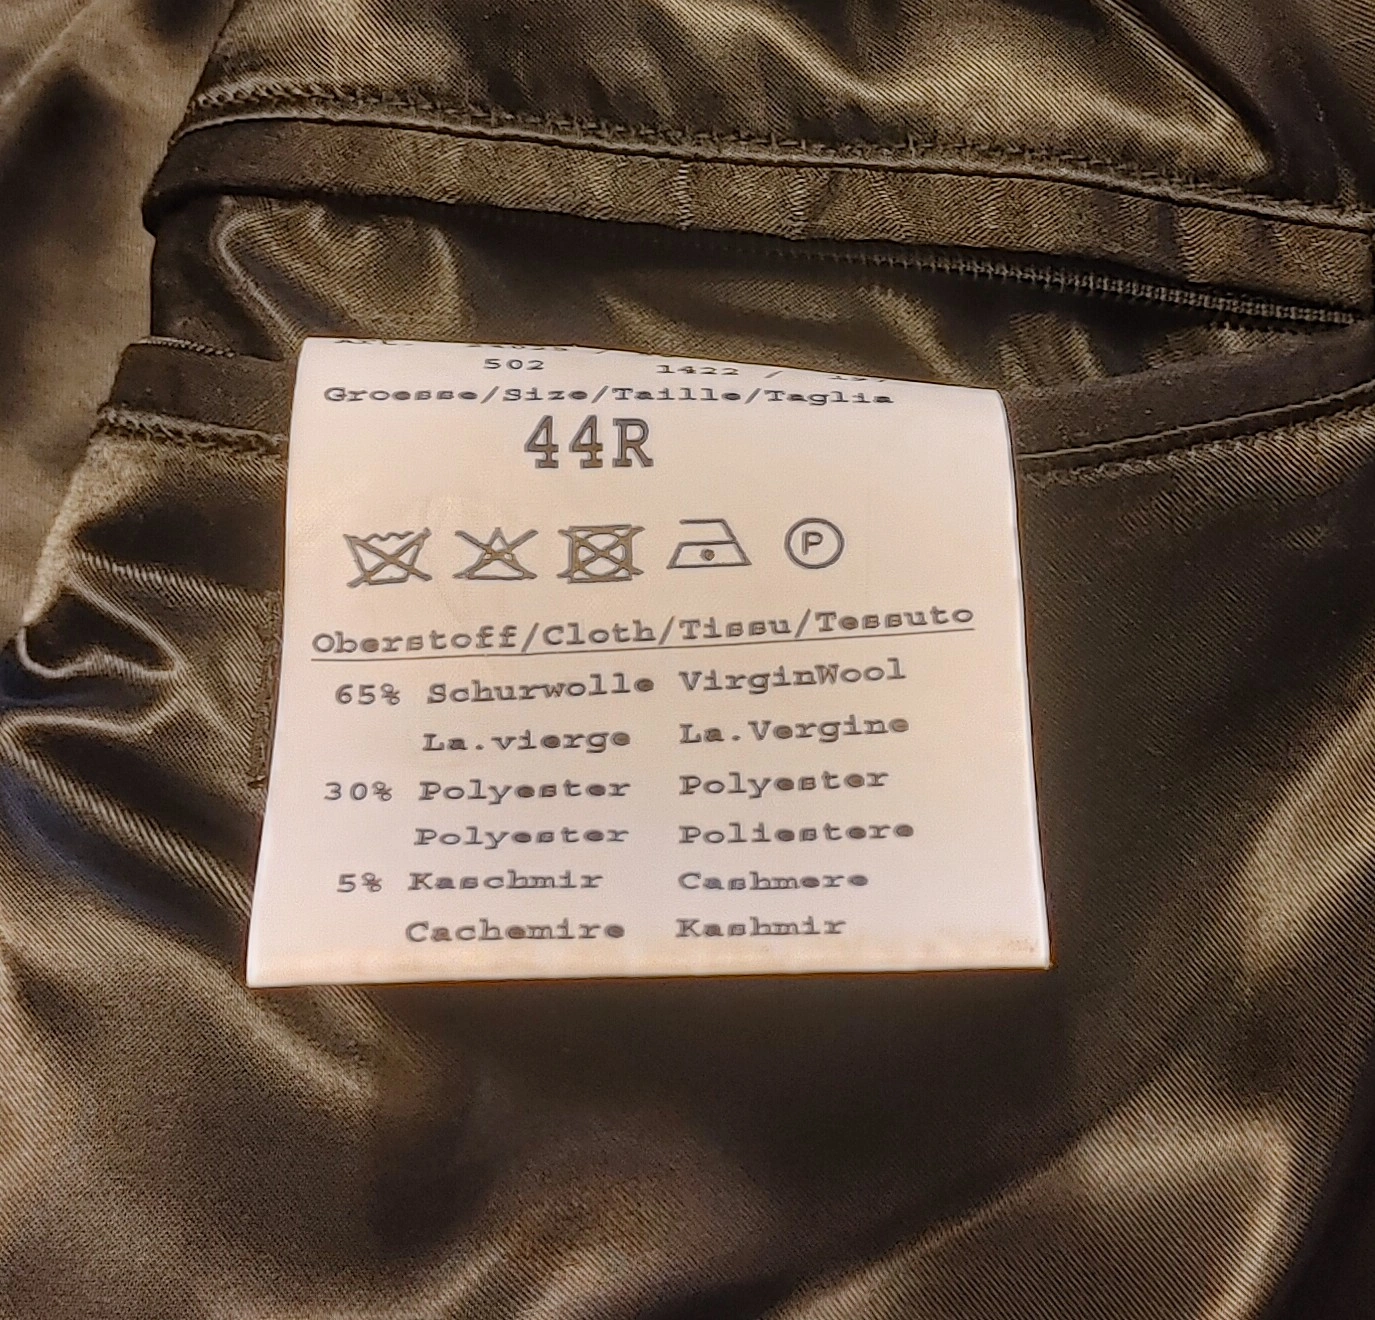 502 1422 /
Groesse/Size/Taille/Taglia
44R
P
Oberstoff/Cloth/Tissu/Tessuto
65% Schurwolle VirginWool
La.vierge La.Vergine
30% Polyester Polyester
Polyester Poliestere
5% Kaschmir Cashmere
Cachemire Kashmir